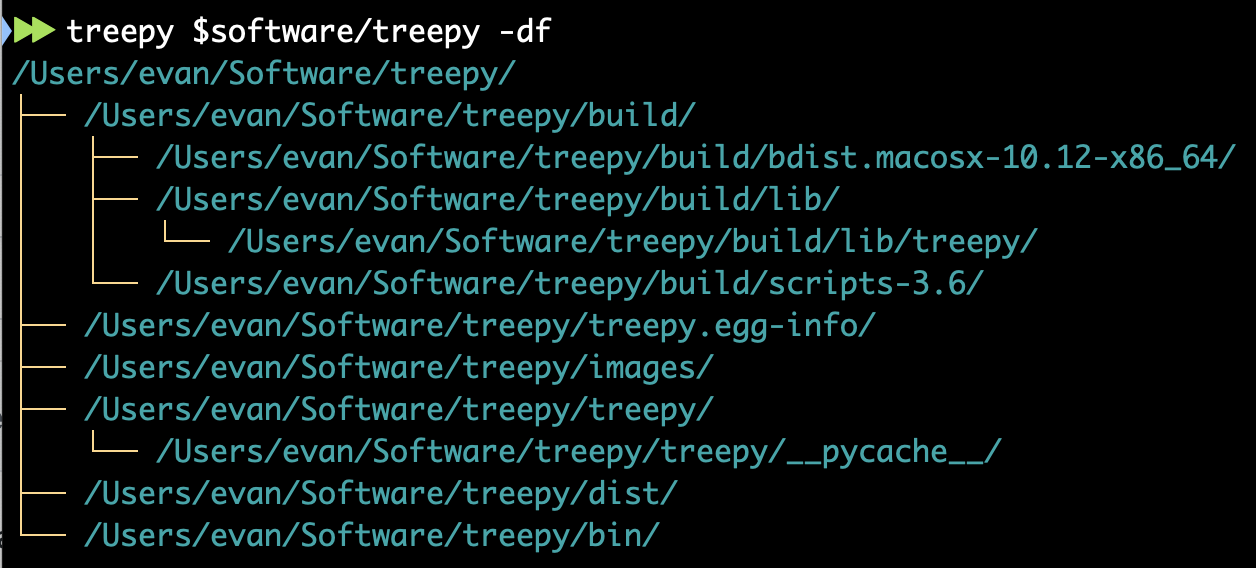 treepy $software/treepy -df
/Users/evan/Software/treepy/
├── /Users/evan/Software/treepy/build/
│   ├── /Users/evan/Software/treepy/build/bdist.macosx-10.12-x86_64/
│   ├── /Users/evan/Software/treepy/build/lib/
│   │   └── /Users/evan/Software/treepy/build/lib/treepy/
│   └── /Users/evan/Software/treepy/build/scripts-3.6/
├── /Users/evan/Software/treepy/treepy.egg-info/
├── /Users/evan/Software/treepy/images/
├── /Users/evan/Software/treepy/treepy/
│   └── /Users/evan/Software/treepy/treepy/__pycache__/
├── /Users/evan/Software/treepy/dist/
└── /Users/evan/Software/treepy/bin/